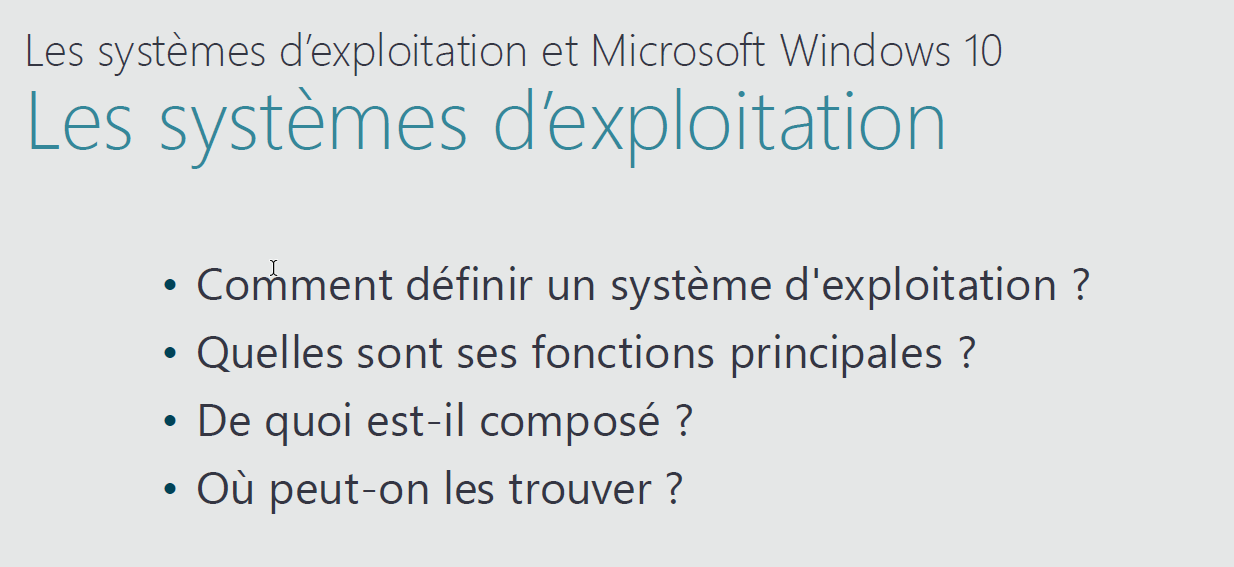 Les systèmes d’exploitation et Microsoft Windows 10
Les systèmes d’exploitation
• Comment définir un système d'exploitation ?
• Quelles sont ses fonctions principales ?
• De quoi est-il composé ?
• Où peut-on les trouver ?